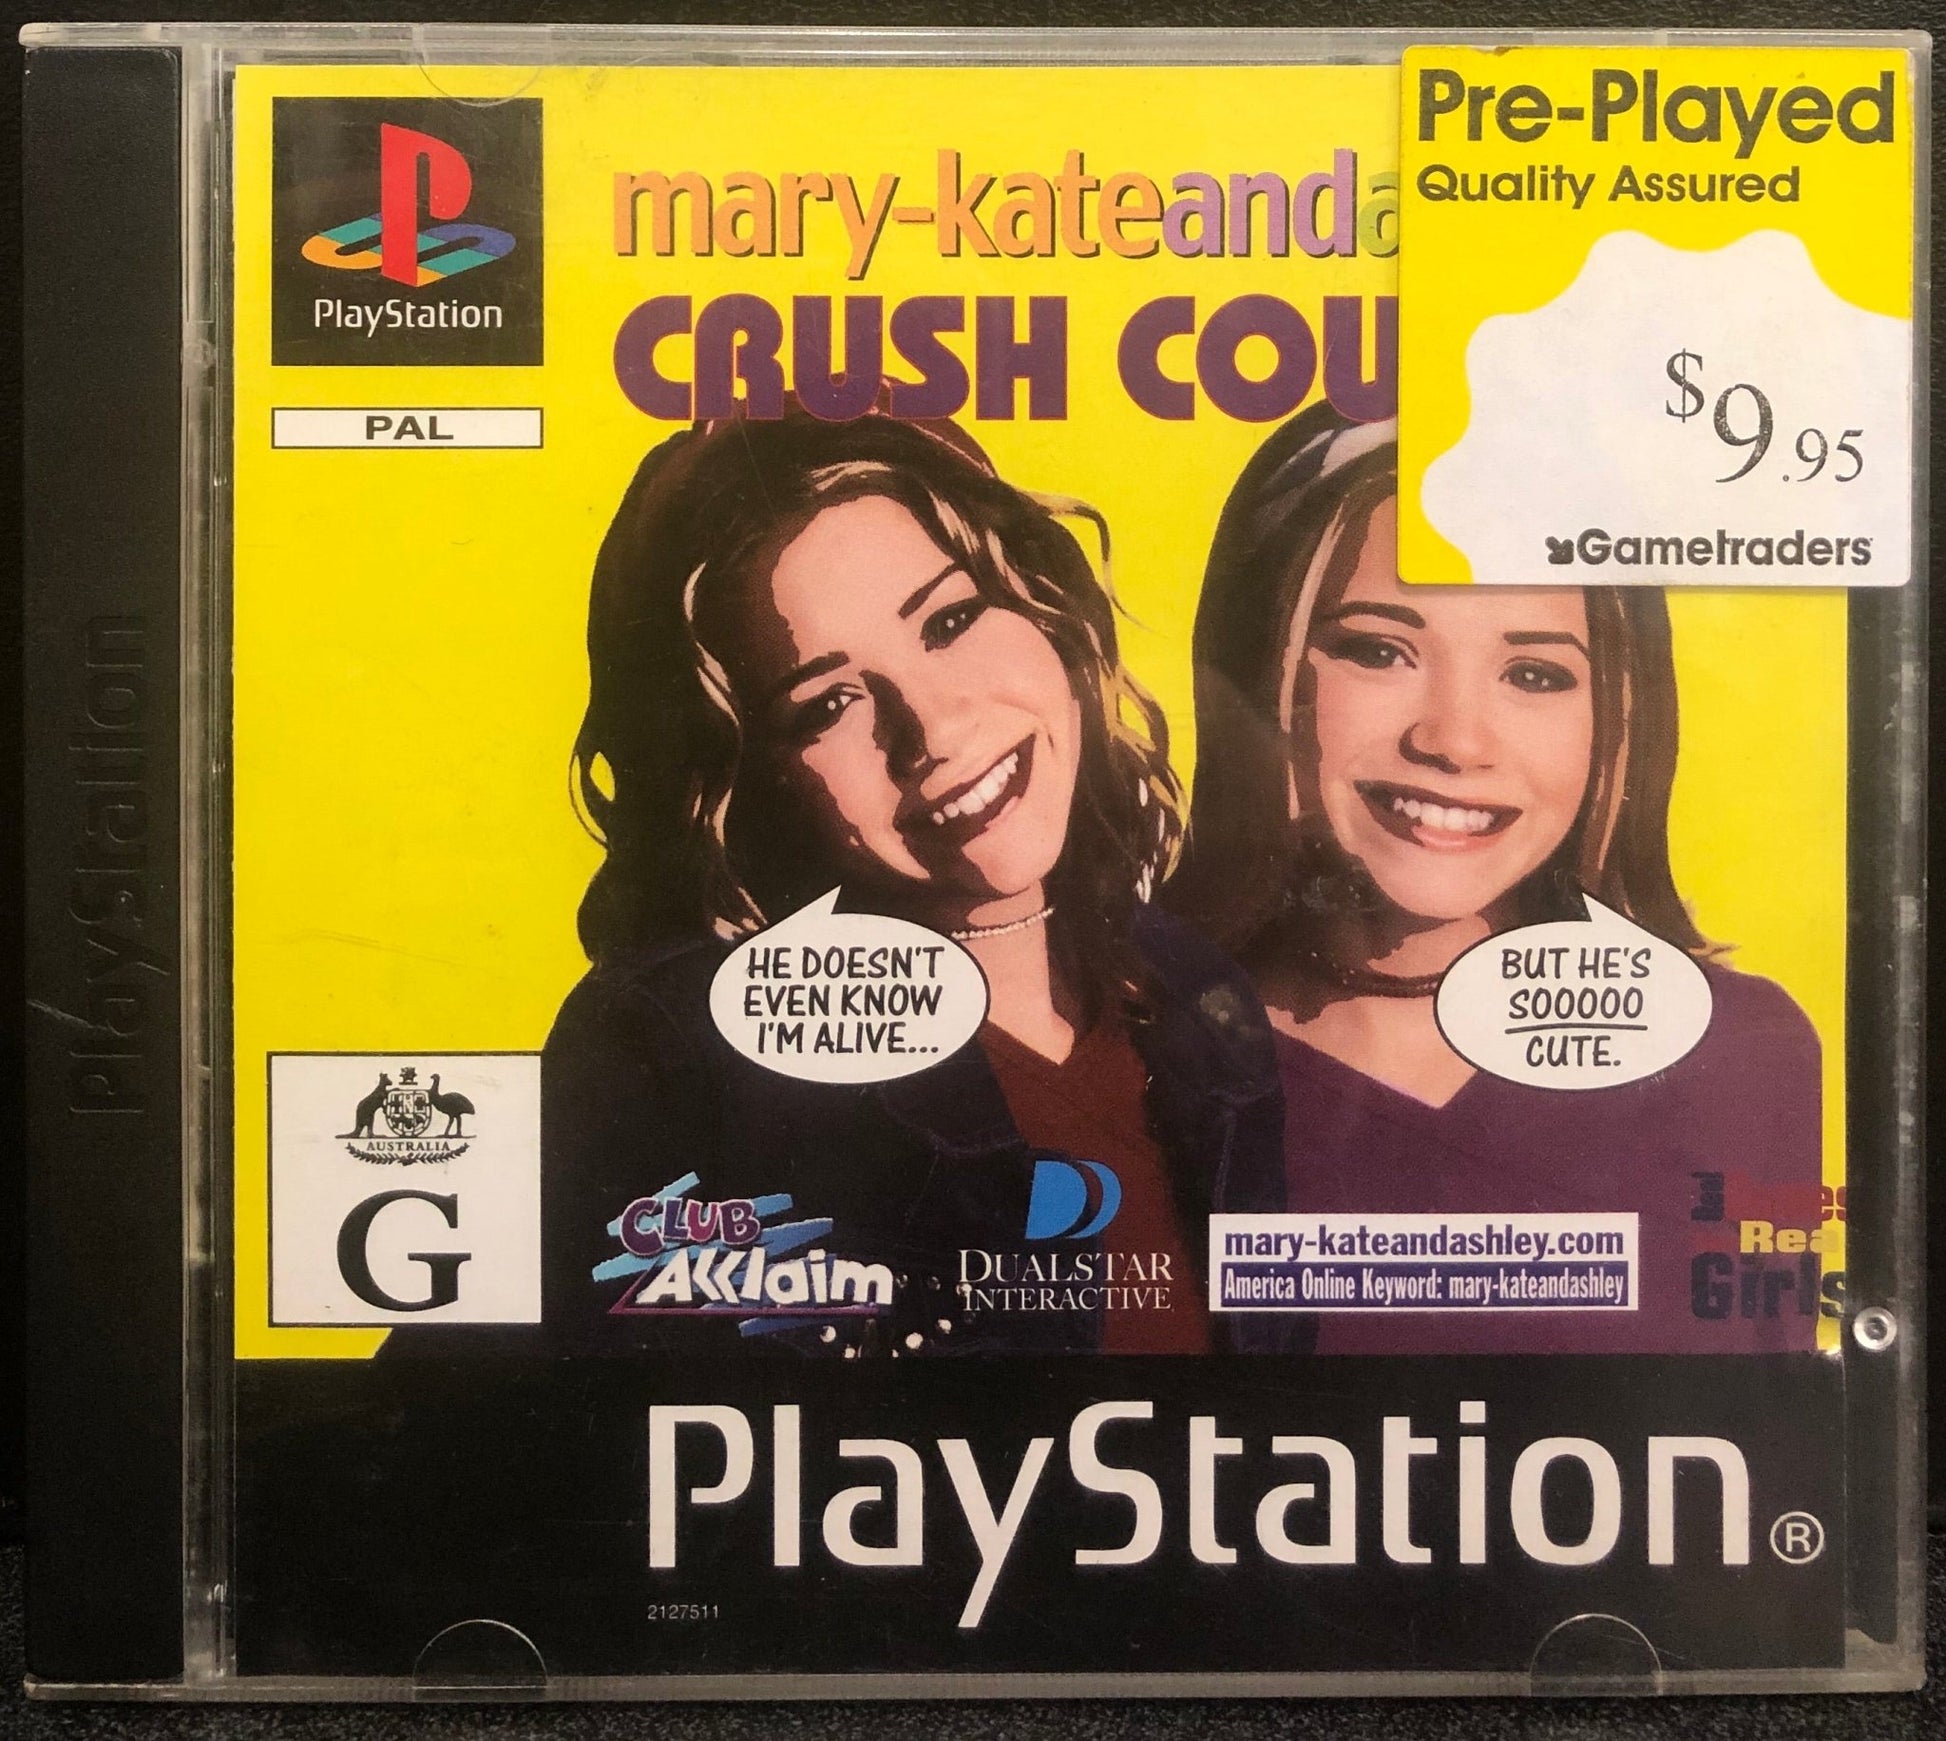 Pre-Played
Quality Assured
$9.95
Gametraders
PlayStation
PAL
mary-kateanda
CRUSH COU
PlayStation
HE DOESN'T
EVEN KNOW
I'M ALIVE...
BUT HE'S
SOOOOO
CUTE.
AUSTRALIA
G
CLUB
Acclaim
DUALSTAR
INTERACTIVE
mary-kateandashley.com
America Online Keyword: mary-kateandashley
Real
Girls
PlayStation®
2127511